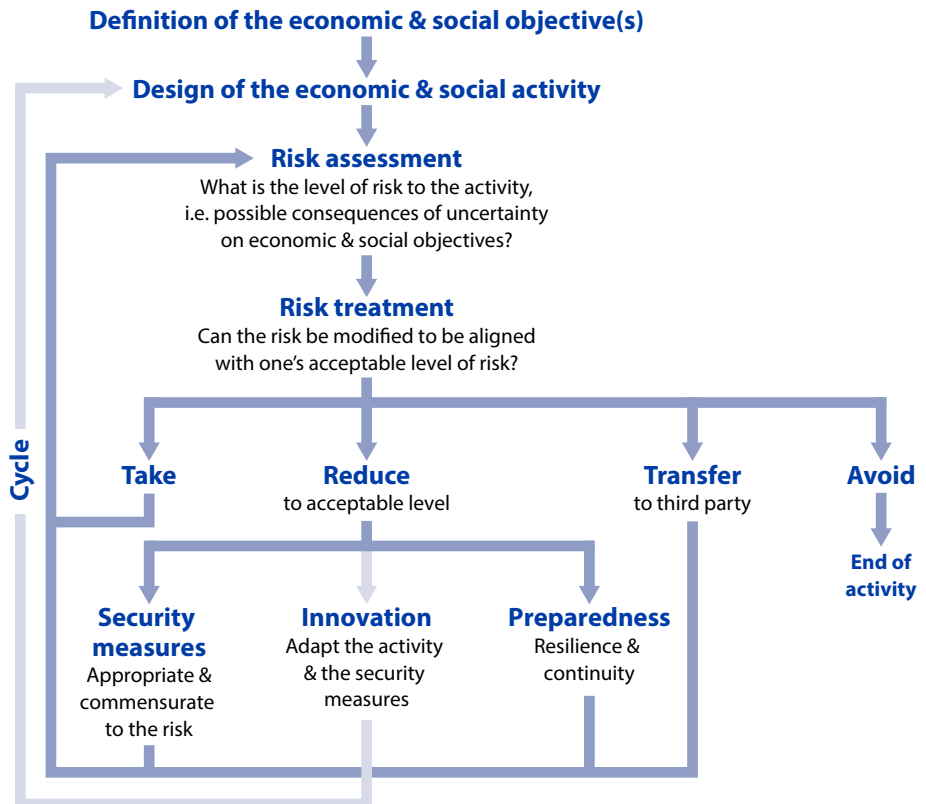 Definition of the economic & social objective(s)
Design of the economic & social activity
Risk assessment
What is the level of risk to the activity,
i.e. possible consequences of uncertainty
on economic & social objectives?
Risk treatment
Can the risk be modified to be aligned
with one’s acceptable level of risk?
Cycle
Take
Reduce
to acceptable level
Transfer
to third party
Avoid
End of
activity
Security
measures
Appropriate &
commensurate
to the risk
Innovation
Adapt the activity
& the security
measures
Preparedness
Resilience &
continuity